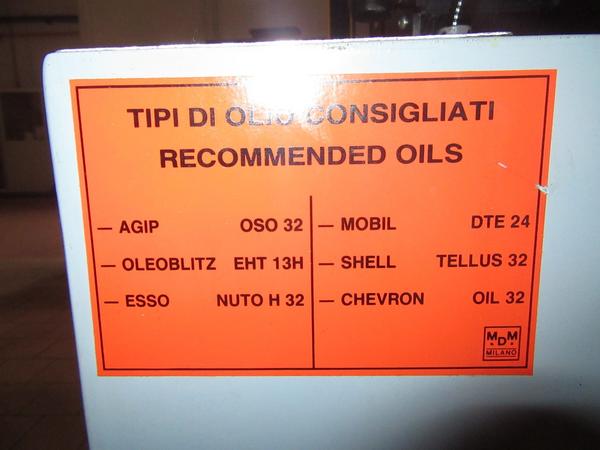 TIPI DI OLIO CONSIGLIATI
RECOMMENDED OILS
— AGIP OSO 32
— OLEOBLITZ EHT 13H
— ESSO NUTO H 32
— MOBIL DTE 24
— SHELL TELLUS 32
— CHEVRON OIL 32
M.D.M
MILANO